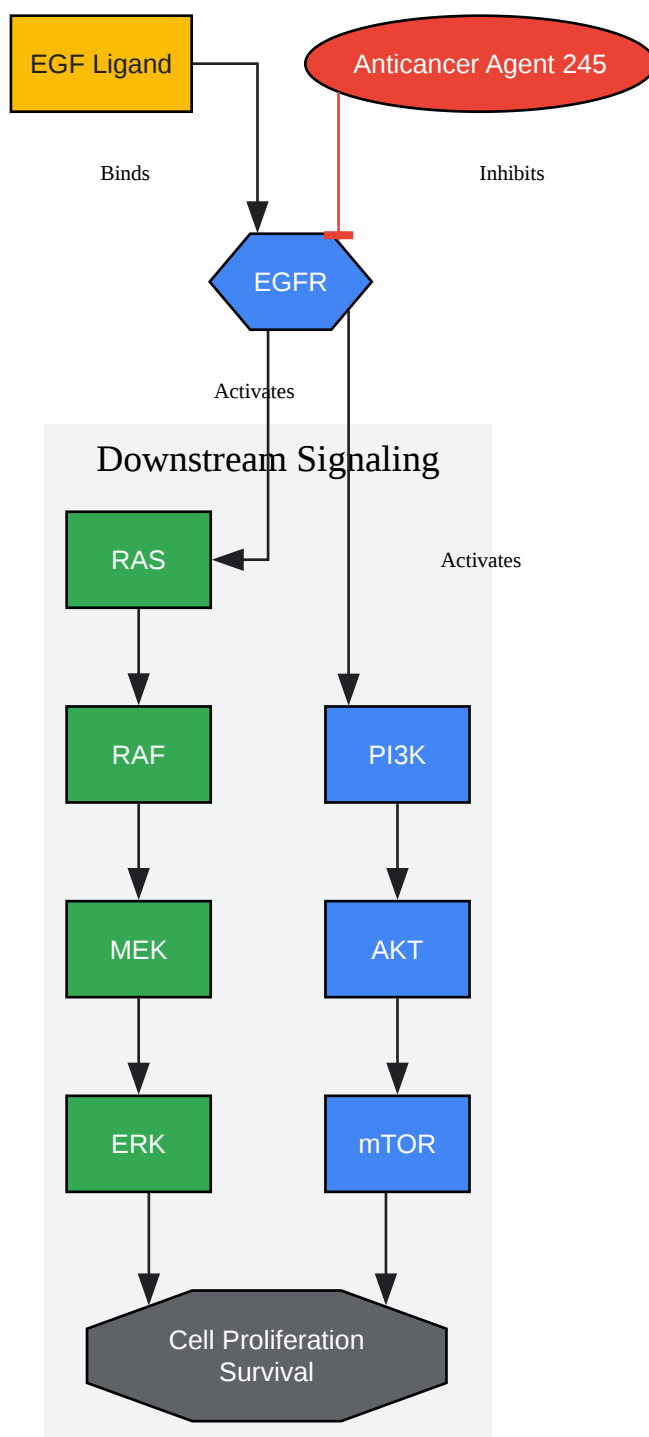 EGF Ligand
Anticancer Agent 245
Binds
Inhibits
EGFR
Activates
Downstream Signaling
RAS
Activates
RAF
PI3K
MEK
AKT
ERK
mTOR
Cell Proliferation
Survival